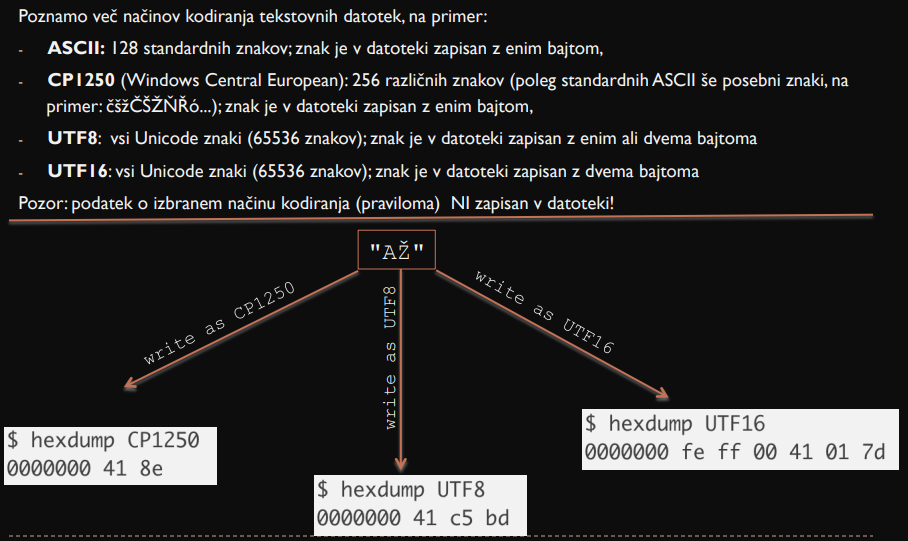 Poznamo več načinov kodiranja tekstovnih datotek, na primer:
- ASCII: 128 standardnih znakov; znak je v datoteki zapisan z enim bajtom,
- CP1250 (Windows Central European): 256 različnih znakov (poleg standardnih ASCII še posebni znaki, na
primer: čšžČŠŽŇŘó...); znak je v datoteki zapisan z enim bajtom,
- UTF8: vsi Unicode znaki (65536 znakov); znak je v datoteki zapisan z enim ali dvema bajtoma
- UTF16: vsi Unicode znaki (65536 znakov); znak je v datoteki zapisan z dvema bajtoma
Pozor: podatek o izbranem načinu kodiranja (praviloma) NI zapisan v datoteki!
"AŽ"
write as CP1250
write as UTF8
write as UTF16
$ hexdump CP1250
0000000 41 8e
$ hexdump UTF8
0000000 41 c5 bd
$ hexdump UTF16
0000000 fe ff 00 41 01 7d